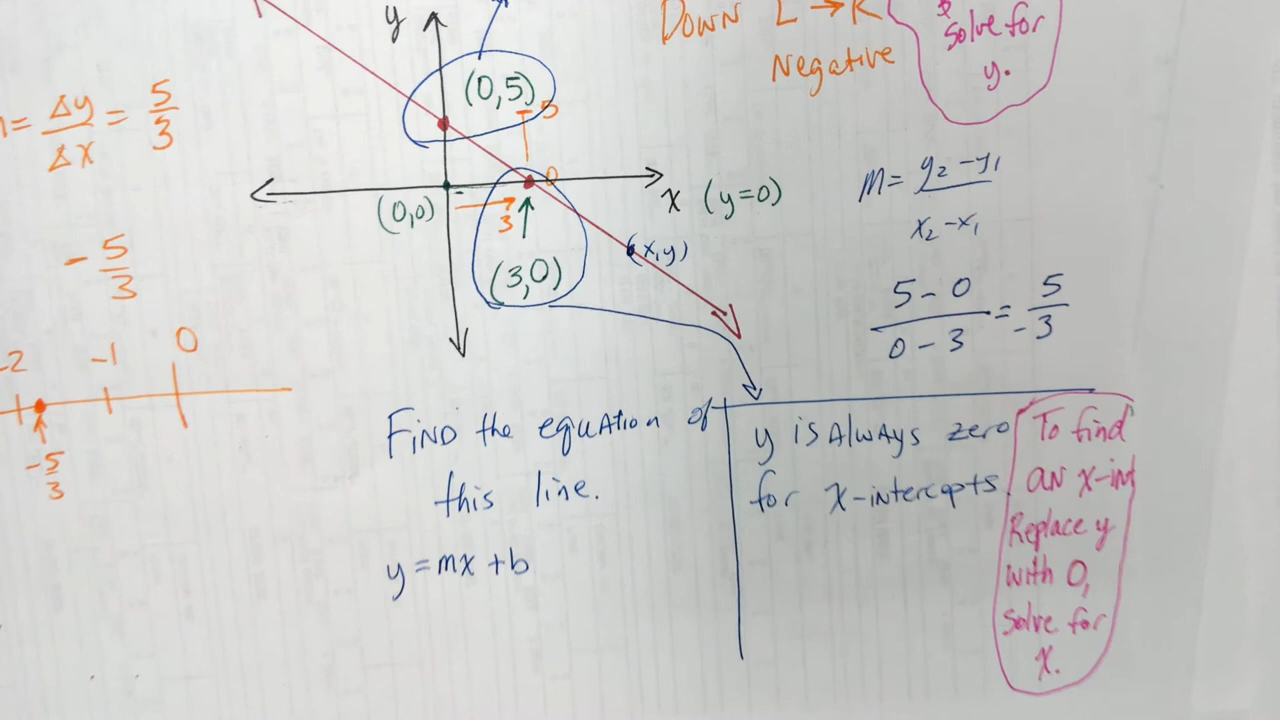 y
Down L → R
Negative
Solve for
y.
(0,5)
5
0
m = Δy/Δx = 5/3
(0,0)
3
x (y=0)
(x,y)
(3,0)
M = y₂ - y₁ / x₂ - x₁
- 5/3
5 - 0 / 0 - 3 = 5/-3
-2 -1 0
-5/3
Find the equation of
this line.
y = mx + b
y is Always zero
for x-intercepts.
To find
an x-int
Replace y
with 0,
Solve for
x.